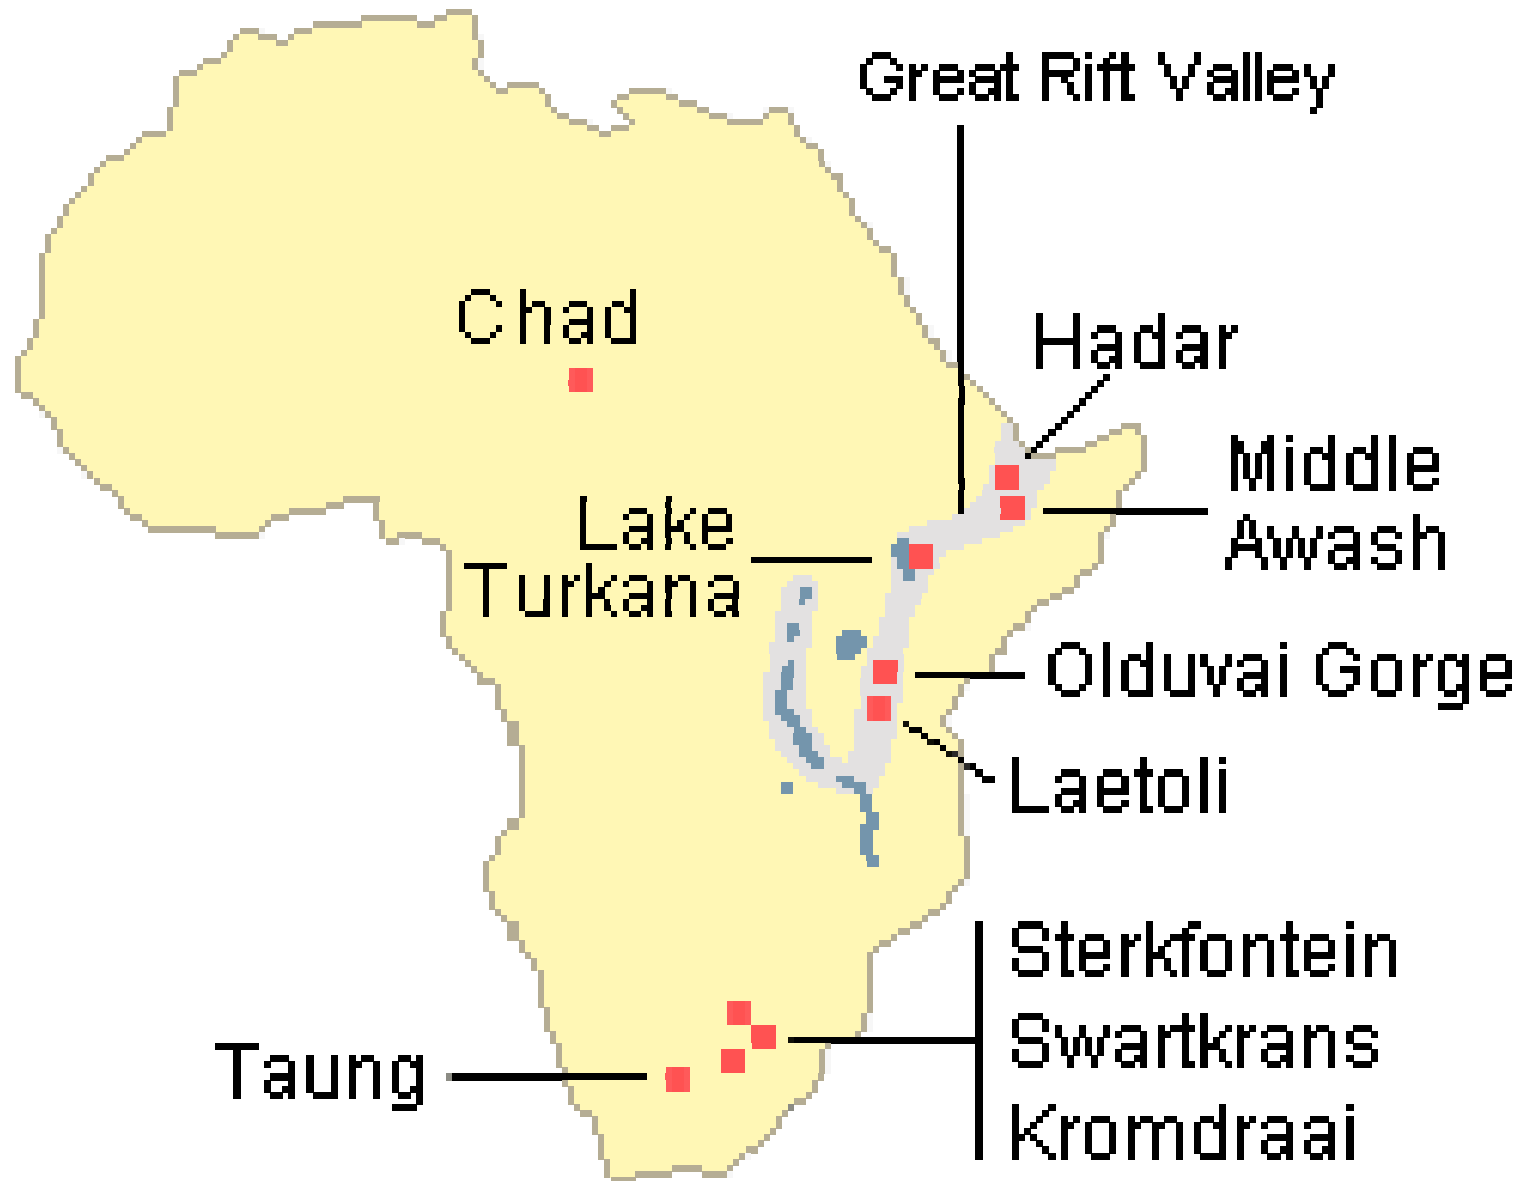 Great Rift Valley
Chad
Hadar
Middle
Awash
Lake
Turkana
Olduvai Gorge
Laetoli
Sterkfontein
Swartkrans
Kromdraai
Taung